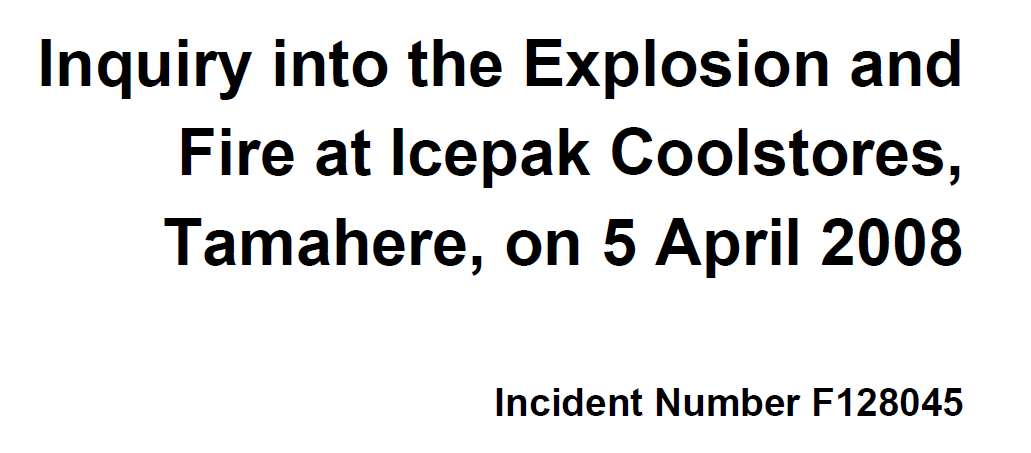 Inquiry into the Explosion and
Fire at Icepak Coolstores,
Tamahere, on 5 April 2008
Incident Number F128045